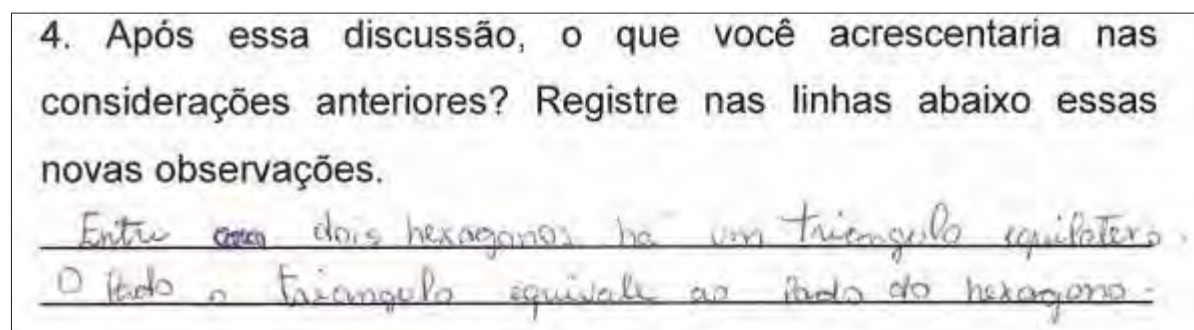 4. Após essa discussão, o que você acrescentaria nas
considerações anteriores? Registre nas linhas abaixo essas
novas observações.
Entre dois hexagonos há um triangulo equilatero.
O lado o triangulo equivale ao lado do hexagono.